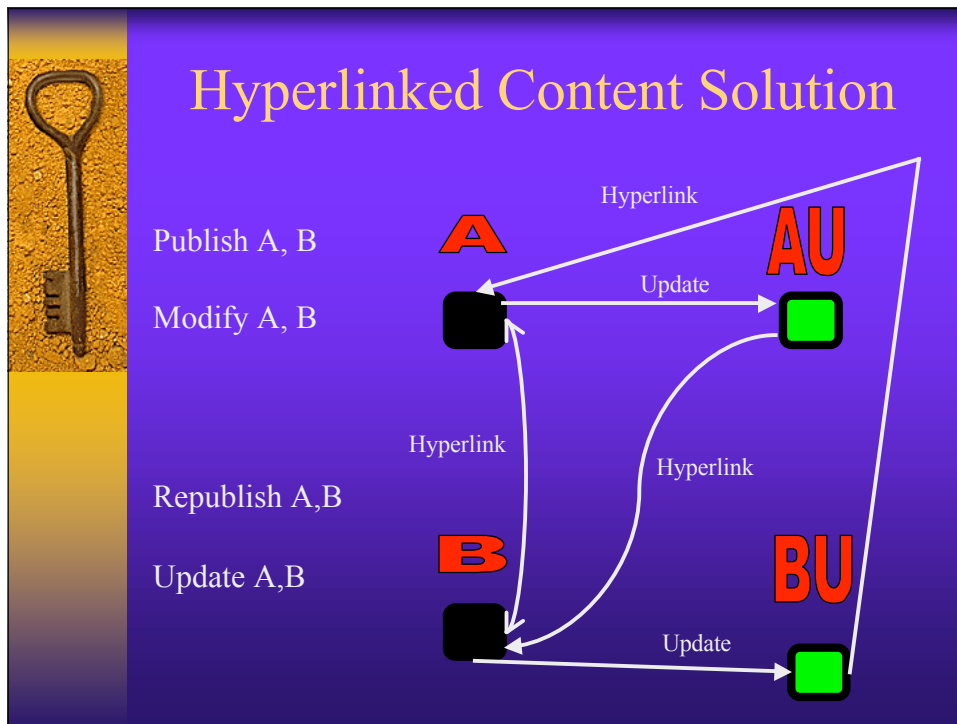 Hyperlinked Content Solution
Hyperlink
Publish A, B
A
AU
Update
Modify A, B
Hyperlink
Hyperlink
Republish A,B
B
BU
Update A,B
Update